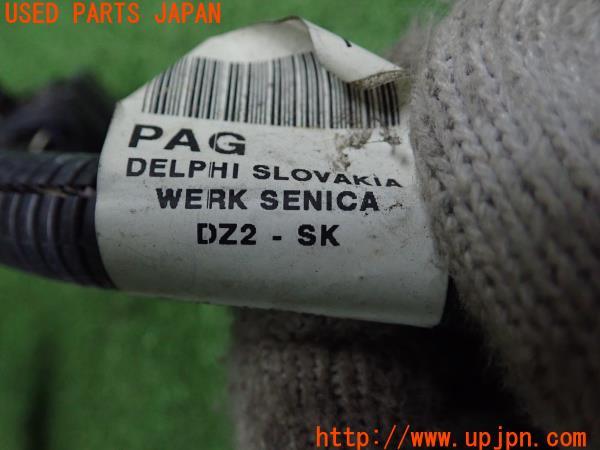 USED PARTS JAPAN
PAG
DELPHI SLOVAKIA
WERK SENICA
DZ2 - SK
http://www.upjpn.com/